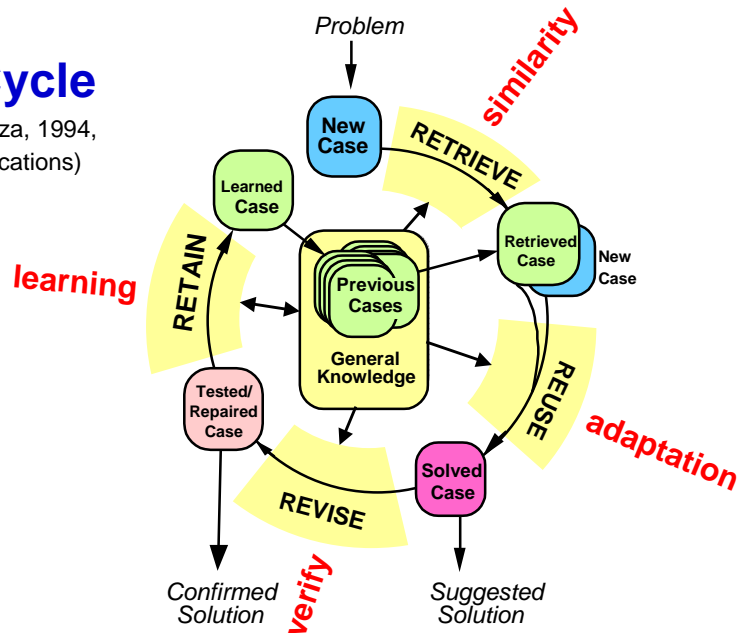 Problem
ycle
za, 1994,
cations)
similarity
New
Case
RETRIEVE
Learned
Case
Retrieved
Case
New
Case
learning
RETAIN
Previous
Cases
General
Knowledge
REUSE
adaptation
Tested/
Repaired
Case
Solved
Case
REVISE
verify
Confirmed
Solution
Suggested
Solution